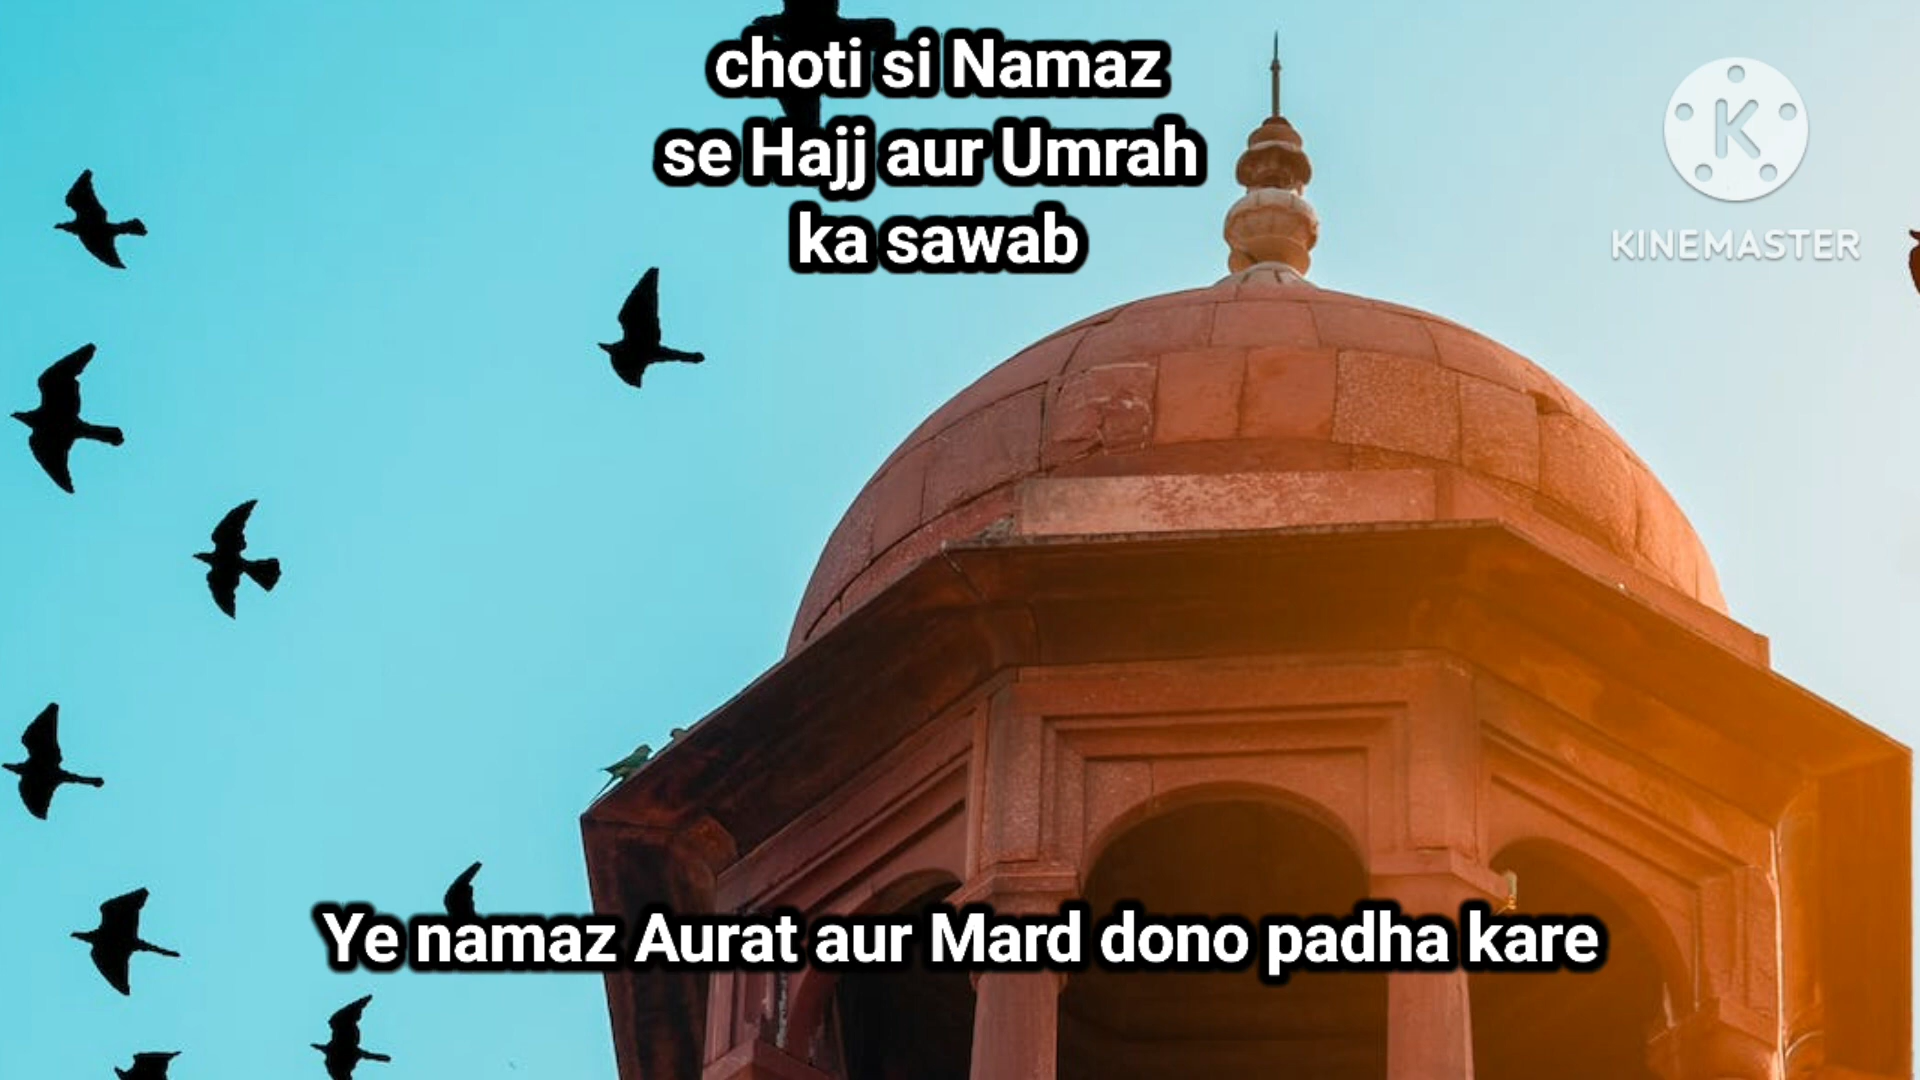 choti si Namaz
se Hajj aur Umrah
ka sawab
K
KINEMASTER
Ye namaz Aurat aur Mard dono padha kare